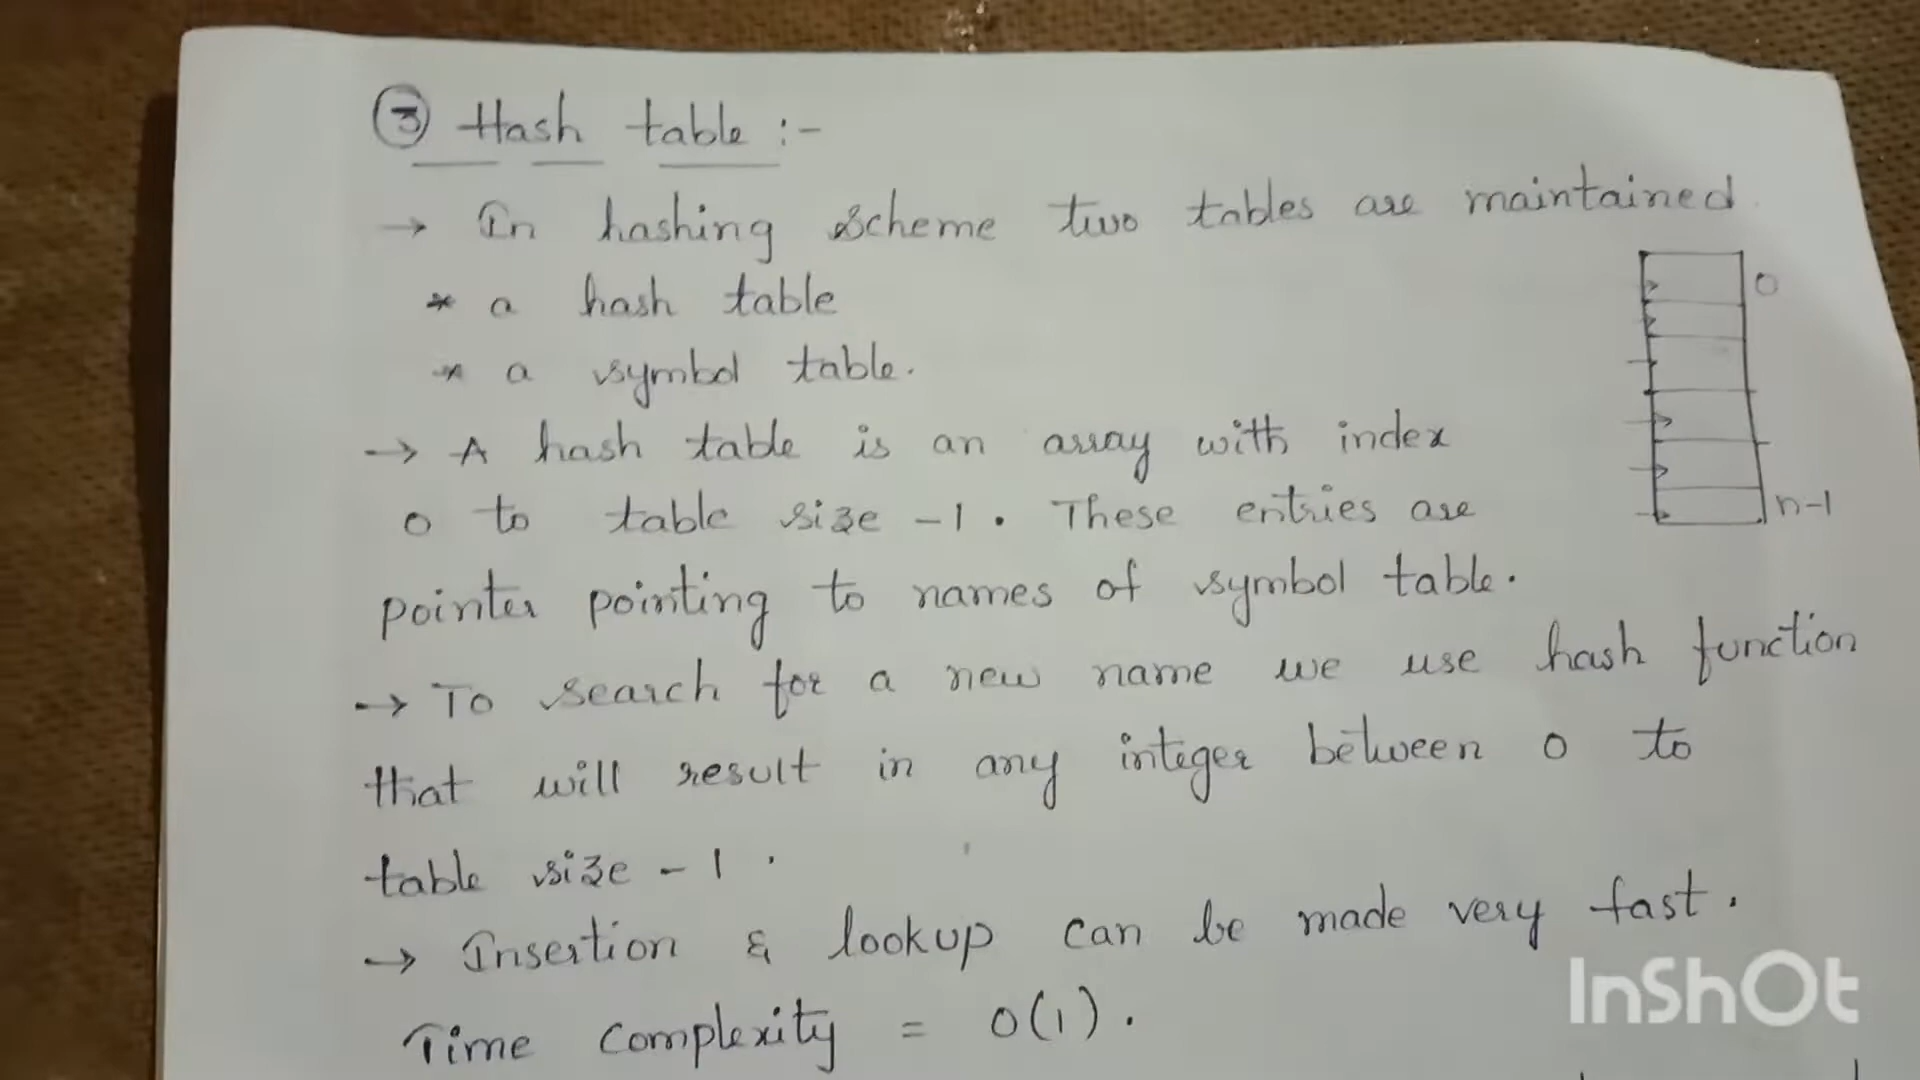 ③ Hash table :-
→ In hashing scheme two tables are maintained.
* a hash table
* a symbol table.
→ A hash table is an array with index
0 to table size -1. These entries are
pointer pointing to names of symbol table.
→ To search for a new name we use hash function
that will result in any integer between 0 to
table size - 1.
→ Insertion & lookup can be made very fast.
Time complexity = O(1).
0
n-1
InShOt